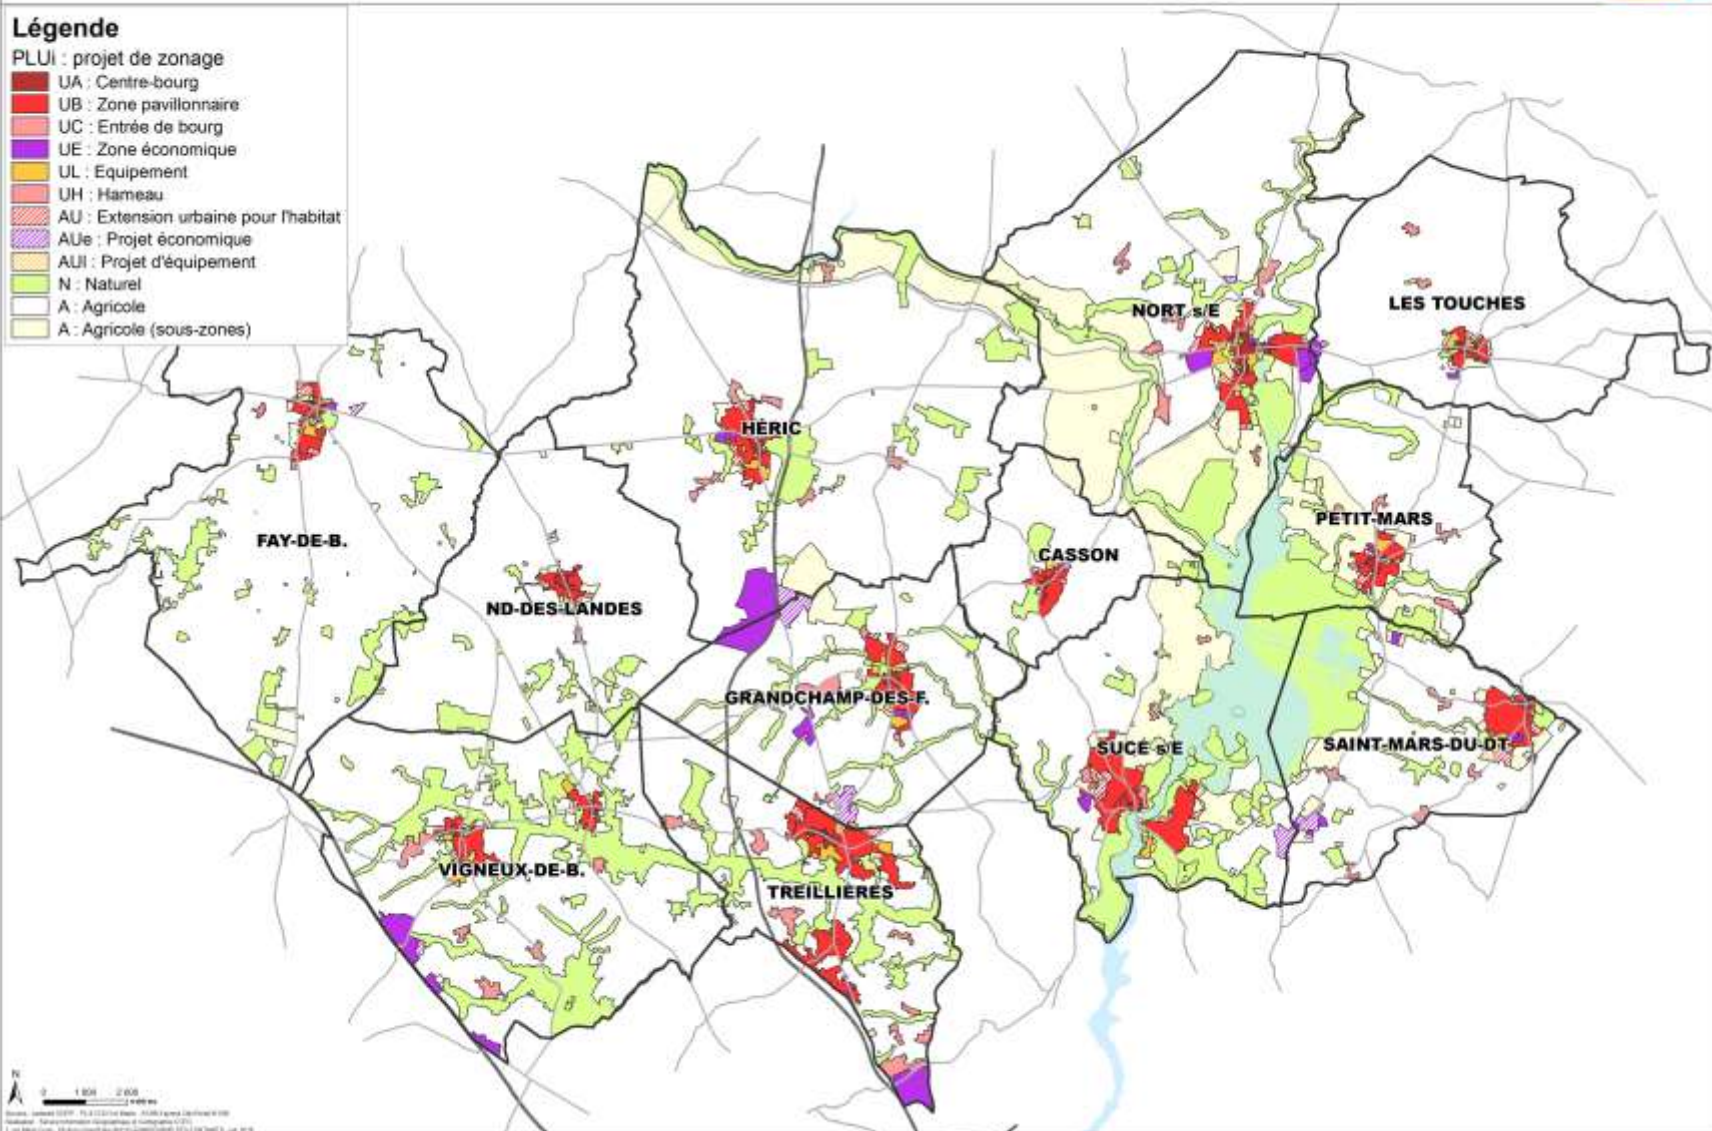 Légende
PLUi : projet de zonage
UA : Centre-bourg
UB : Zone pavillonnaire
UC : Entrée de bourg
UE : Zone économique
UL : Equipement
UH : Hameau
AU : Extension urbaine pour l'habitat
AUe : Projet économique
AUl : Projet d'équipement
N : Naturel
A : Agricole
A : Agricole (sous-zones)
NORT s/E
LES TOUCHES
HÉRIC
PETIT-MARS
FAY-DE-B.
CASSON
ND-DES-LANDES
GRANDCHAMP-DES-F.
SUCÉ s/E
SAINT-MARS-DU-DT
VIGNEUX-DE-B.
TREILLIÈRES
N
0